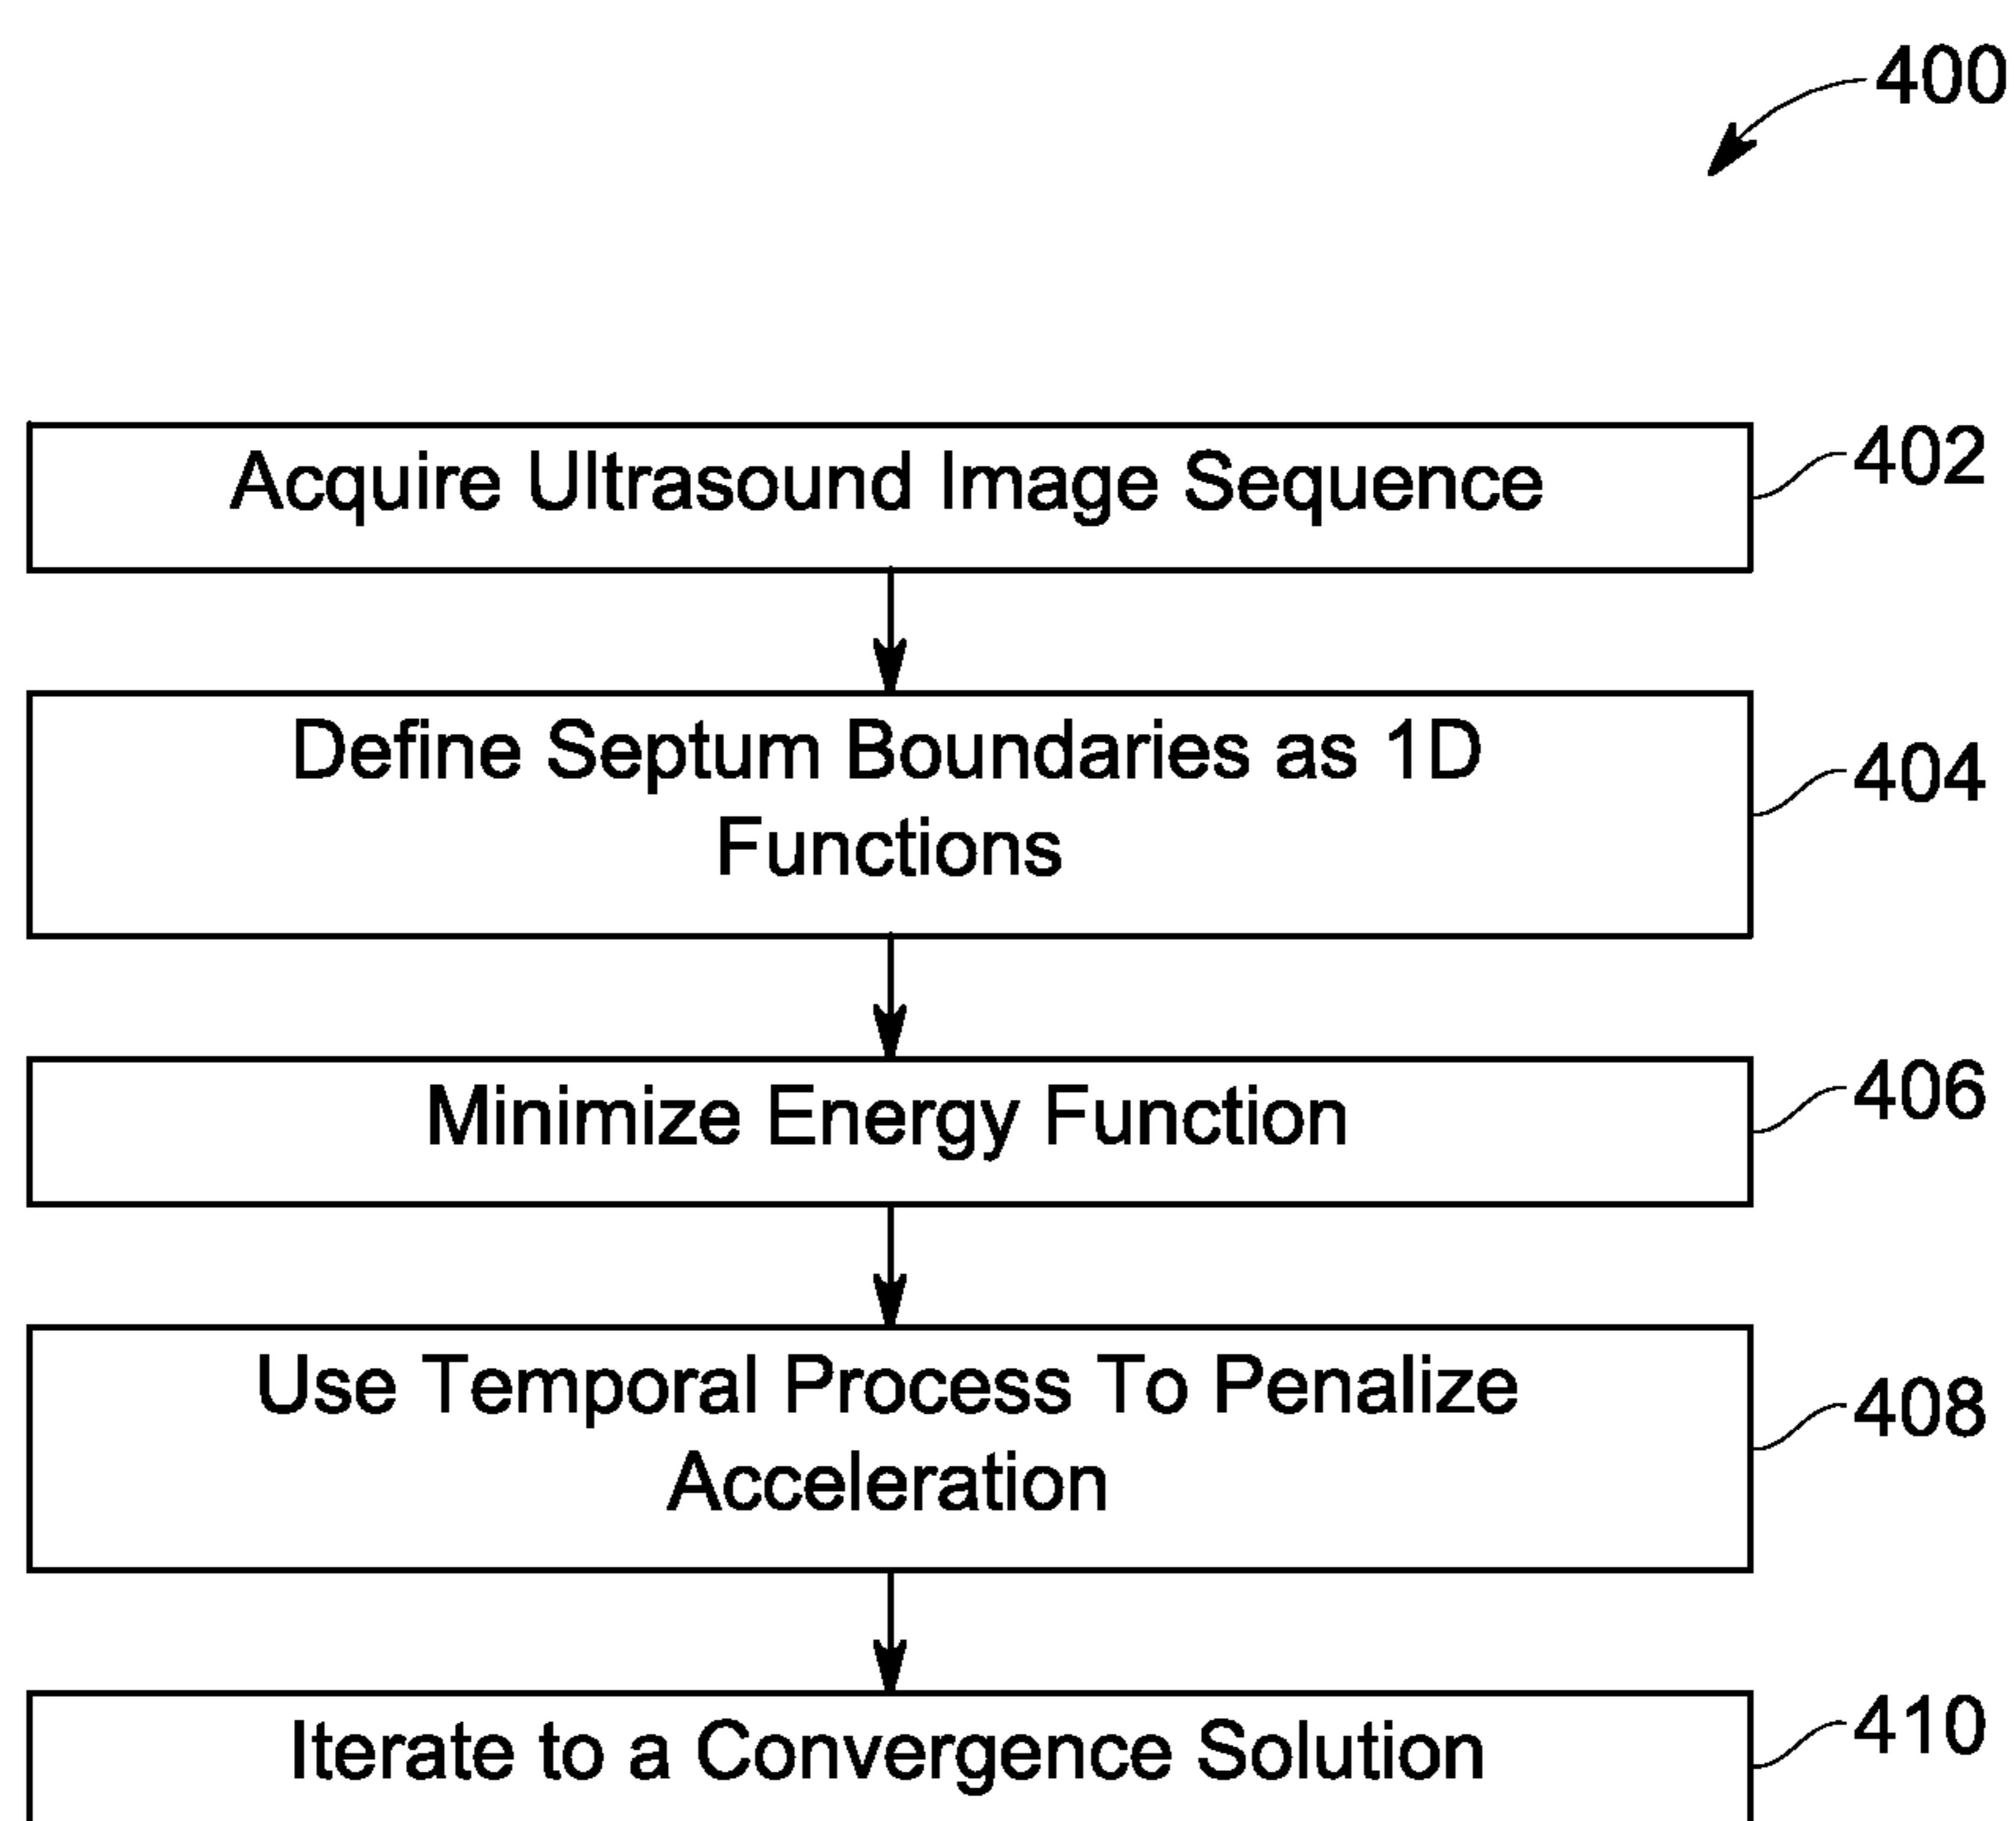 400
Acquire Ultrasound Image Sequence
402
Define Septum Boundaries as 1D
Functions
404
Minimize Energy Function
406
Use Temporal Process To Penalize
Acceleration
408
Iterate to a Convergence Solution
410